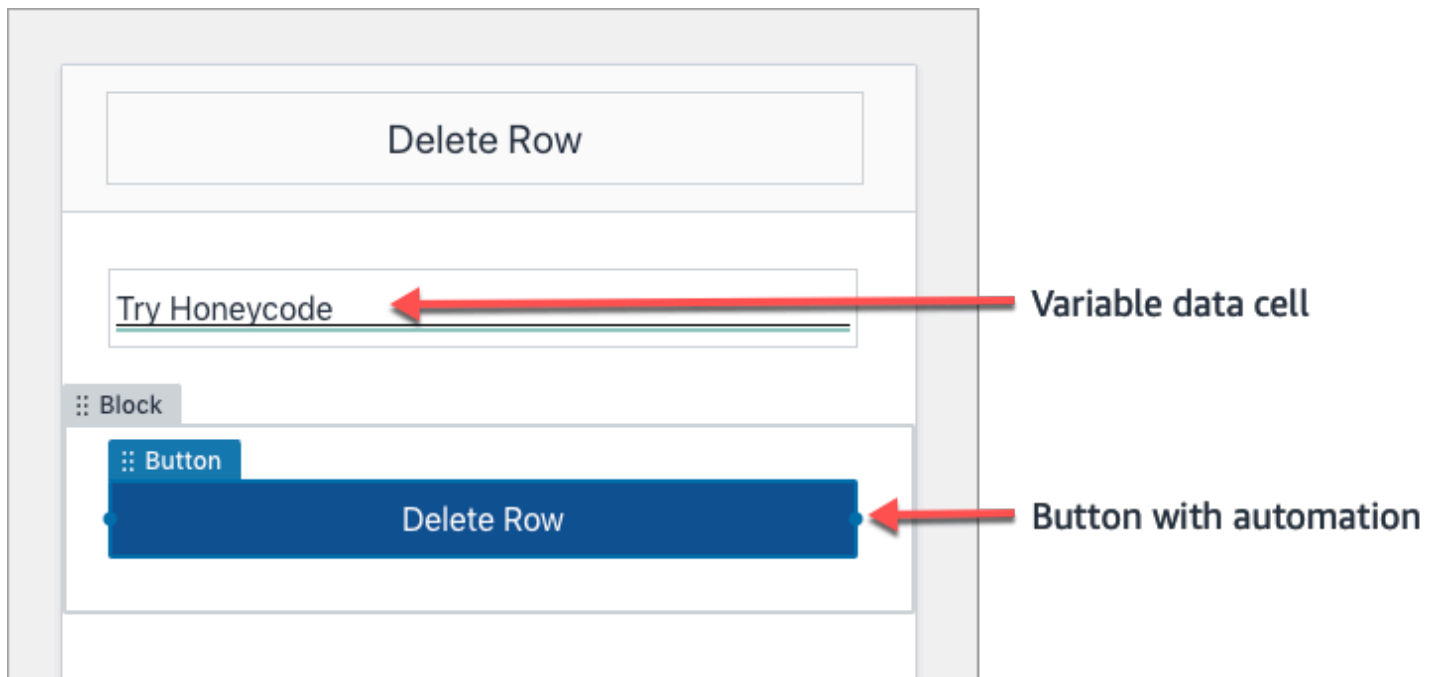 Delete Row
Try Honeycode
Variable data cell
Block
Button
Delete Row
Button with automation